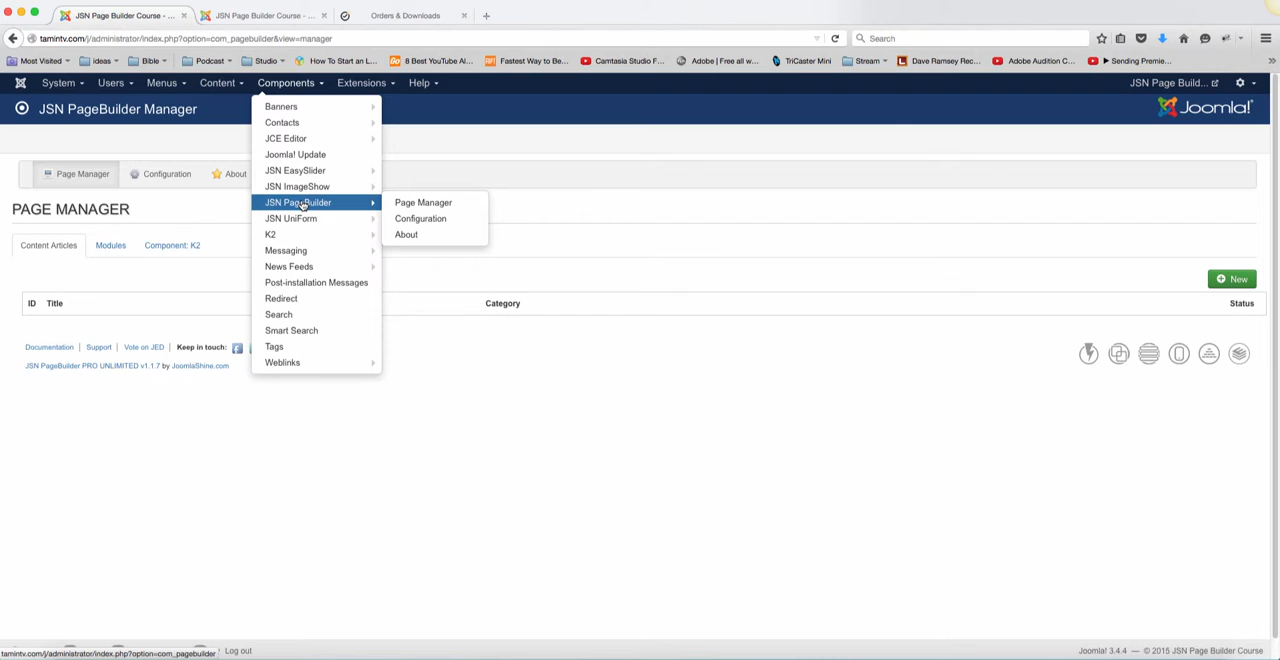 JSN Page Builder Course - ... × JSN Page Builder Course - ... × Orders & Downloads × +
tamintv.com/j/administrator/index.php?option=com_pagebuilder&view=manager Search
Most Visited ideas Bible Podcast Studio How To Start an L... 8 Best YouTube Al... Fastest Way to Be... Camtasia Studio F... Adobe | Free all w... TriCaster Mini Stream Dave Ramsey Rec... Adobe Audition C... Sending Premie...
System Users Menus Content Components Extensions Help JSN Page Build...
JSN PageBuilder Manager Joomla!
Banners
Contacts
JCE Editor
Joomla! Update
Page Manager Configuration About
JSN EasySlider
JSN ImageShow
JSN PageBuilder
JSN UniForm
K2
Messaging
News Feeds
Post-installation Messages
Redirect
Search
Smart Search
Tags
Weblinks
Page Manager
Configuration
About
PAGE MANAGER
Content Articles Modules Component: K2
New
ID Title Category Status
Documentation | Support | Vote on JED | Keep in touch:
JSN PageBuilder PRO UNLIMITED v1.1.7 by JoomlaShine.com
Log out Joomla! 3.4.4 — © 2015 JSN Page Builder Course
tamintv.com/j/administrator/index.php?option=com_pagebuilder